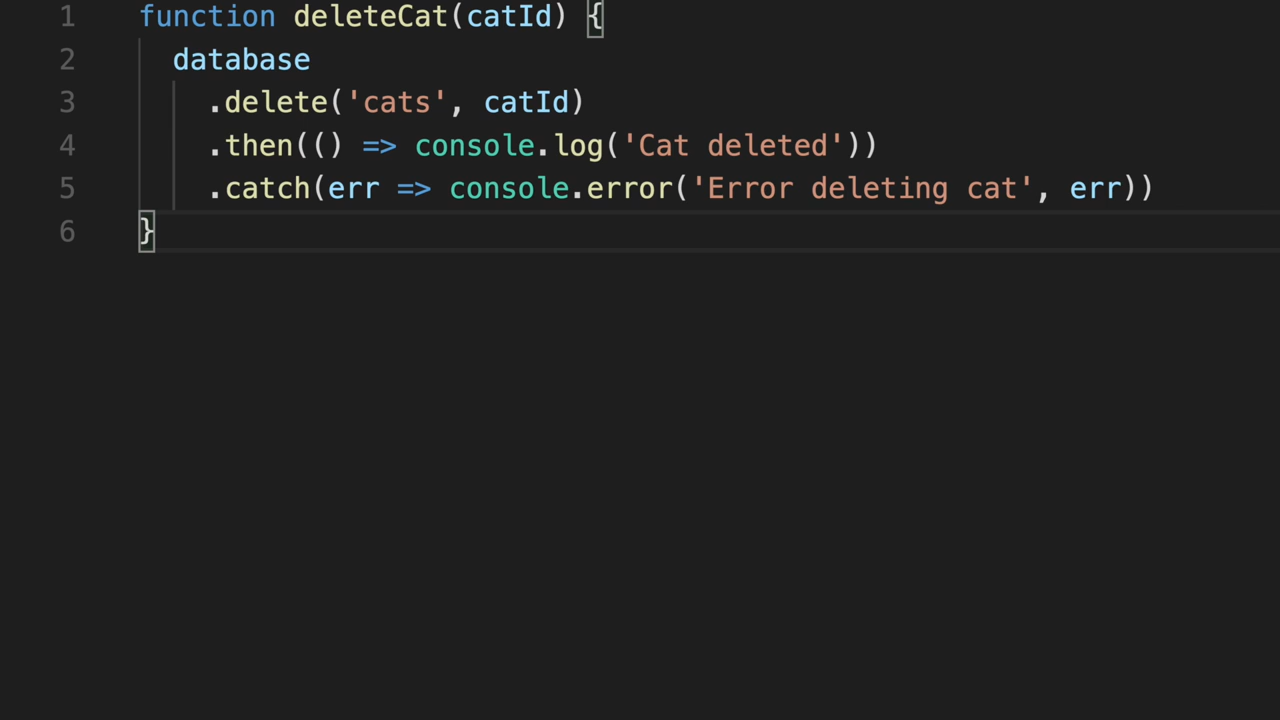 1 function deleteCat(catId) {
2   database
3     .delete('cats', catId)
4     .then(() => console.log('Cat deleted'))
5     .catch(err => console.error('Error deleting cat', err))
6 }